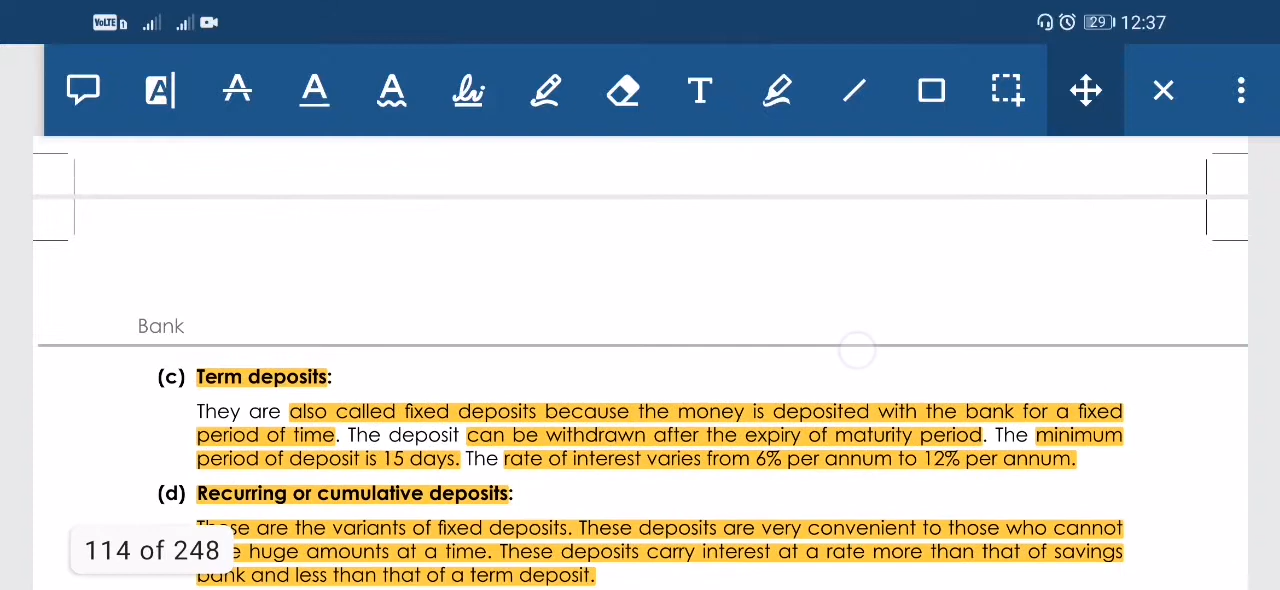 VoLTE 1 29 12:37
A A A A T
Bank
(c) Term deposits:
They are also called fixed deposits because the money is deposited with the bank for a fixed
period of time. The deposit can be withdrawn after the expiry of maturity period. The minimum
period of deposit is 15 days. The rate of interest varies from 6% per annum to 12% per annum.
(d) Recurring or cumulative deposits:
These are the variants of fixed deposits. These deposits are very convenient to those who cannot
114 of 248 huge amounts at a time. These deposits carry interest at a rate more than that of savings
bank and less than that of a term deposit.